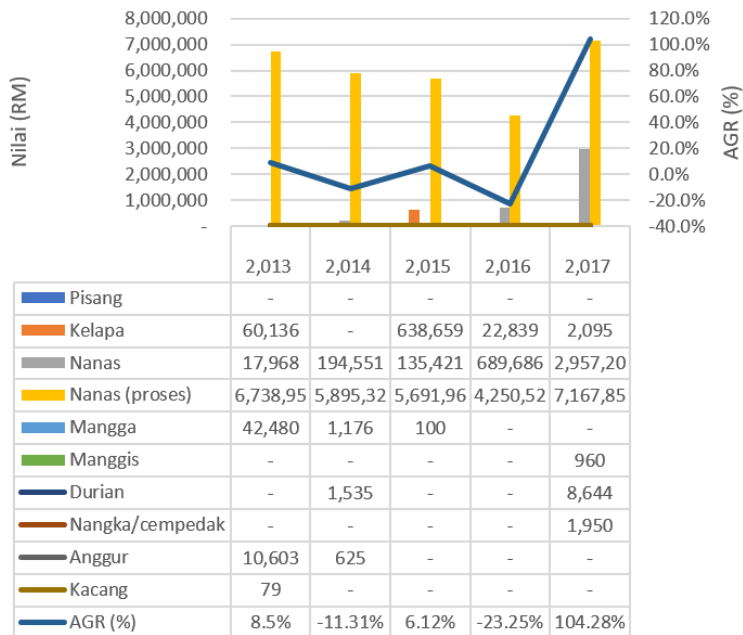 8,000,000 120.0%
7,000,000 100.0%
6,000,000 80.0%
5,000,000 60.0%
4,000,000 40.0%
3,000,000 20.0%
2,000,000 0.0%
1,000,000 -20.0%
- -40.0%
Nilai (RM)
AGR (%)
2,013 2,014 2,015 2,016 2,017
Pisang - - - - -
Kelapa 60,136 - 638,659 22,839 2,095
Nanas 17,968 194,551 135,421 689,686 2,957,20
Nanas (proses) 6,738,95 5,895,32 5,691,96 4,250,52 7,167,85
Mangga 42,480 1,176 100 - -
Manggis - - - - 960
Durian - 1,535 - - 8,644
Nangka/cempedak - - - - 1,950
Anggur 10,603 625 - - -
Kacang 79 - - - -
AGR (%) 8.5% -11.31% 6.12% -23.25% 104.28%